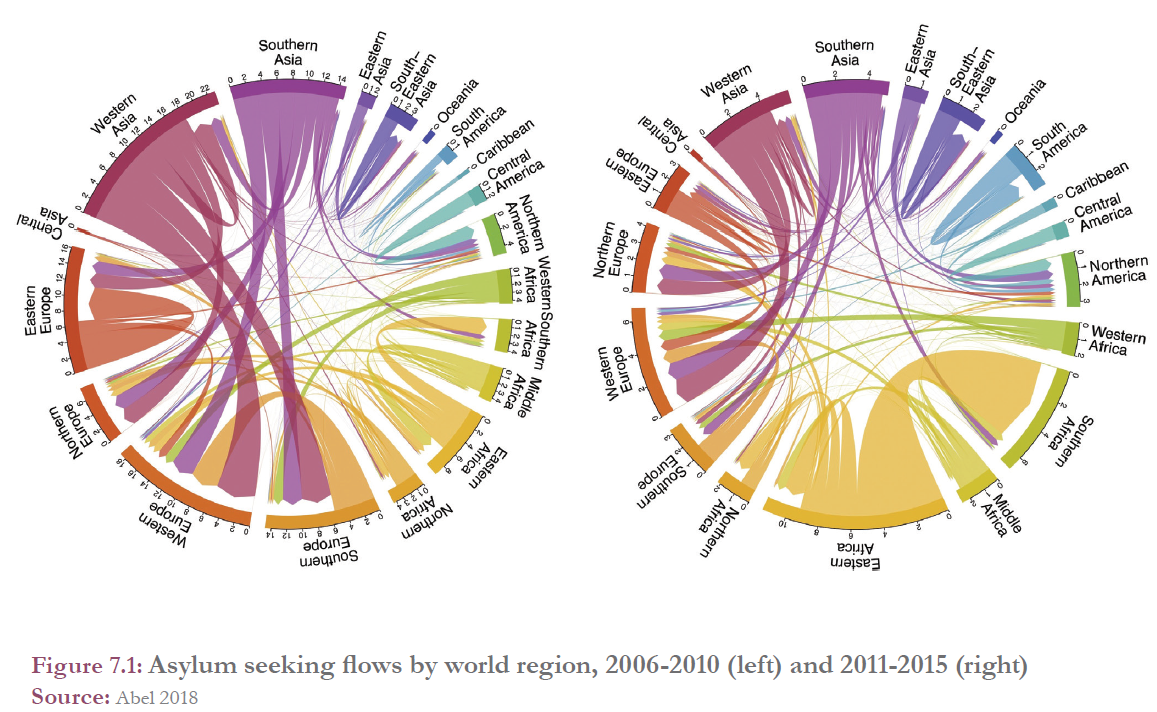 Southern
Asia
Eastern
Asia
South-
Eastern
Asia
Oceania
South
America
Caribbean
Central
America
Northern
America
Western
Africa
Southern
Africa
Middle
Africa
Eastern
Africa
Northern
Africa
Southern
Europe
Western
Europe
Northern
Europe
Eastern
Europe
Central
Asia
Western
Asia
Southern
Asia
Eastern
Asia
South-
Eastern
Asia
Oceania
South
America
Caribbean
Central
America
Northern
America
Western
Africa
Southern
Africa
Middle
Africa
Eastern
Africa
Northern
Africa
Southern
Europe
Western
Europe
Northern
Europe
Eastern
Europe
Central
Asia
Western
Asia
Figure 7.1: Asylum seeking flows by world region, 2006-2010 (left) and 2011-2015 (right)
Source: Abel 2018